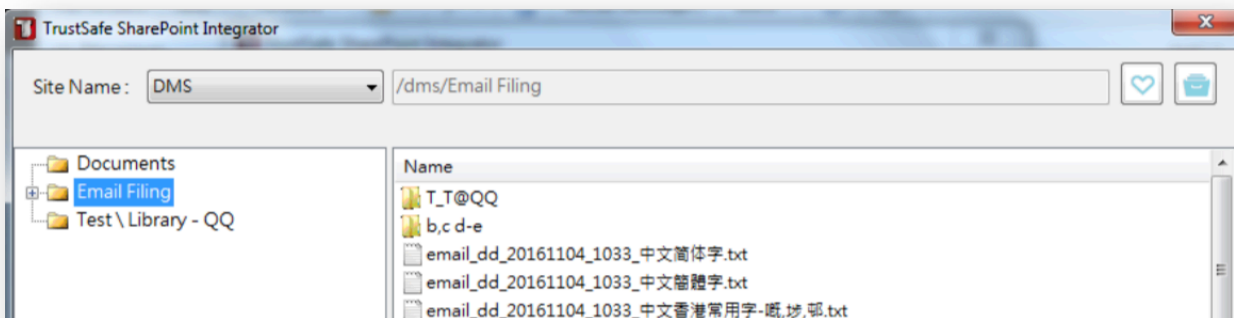 TrustSafe SharePoint Integrator
Site Name : DMS /dms/Email Filing
Documents
Email Filing
Test \ Library - QQ
Name
T_T@QQ
b,c d-e
email_dd_20161104_1033_中文简体字.txt
email_dd_20161104_1033_中文簡體字.txt
email_dd_20161104_1033_中文香港常用字-嘅,埗,邨.txt